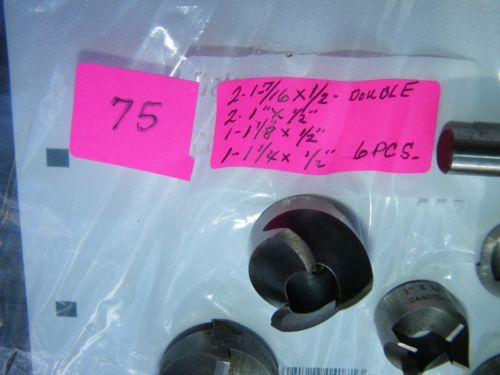 75
2-1-7/16 X 1/2 - DOUBLE
2-1" X 1/2"
1-1 1/8" X 1/2"
1-1 1/4 X 1/2" 6 PCS-
1" X